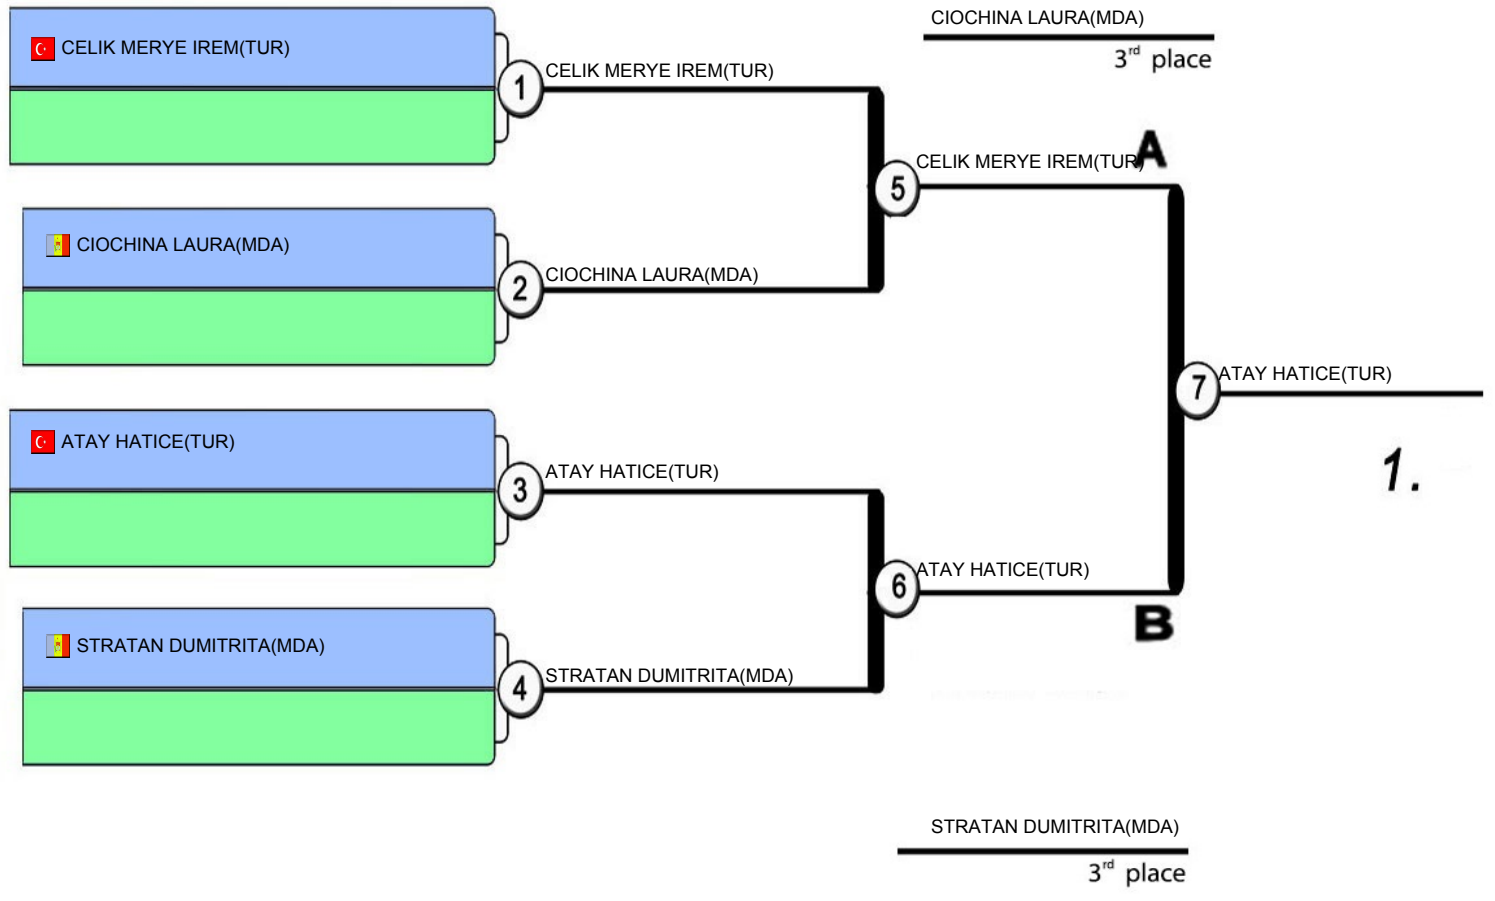 CIOCHINA LAURA(MDA)
3rd place
CELIK MERYE IREM(TUR)
1
CELIK MERYE IREM(TUR)
A
CELIK MERYE IREM(TUR)
5
CIOCHINA LAURA(MDA)
2
CIOCHINA LAURA(MDA)
7
ATAY HATICE(TUR)
1.
ATAY HATICE(TUR)
3
ATAY HATICE(TUR)
6
ATAY HATICE(TUR)
B
STRATAN DUMITRITA(MDA)
4
STRATAN DUMITRITA(MDA)
STRATAN DUMITRITA(MDA)
3rd place